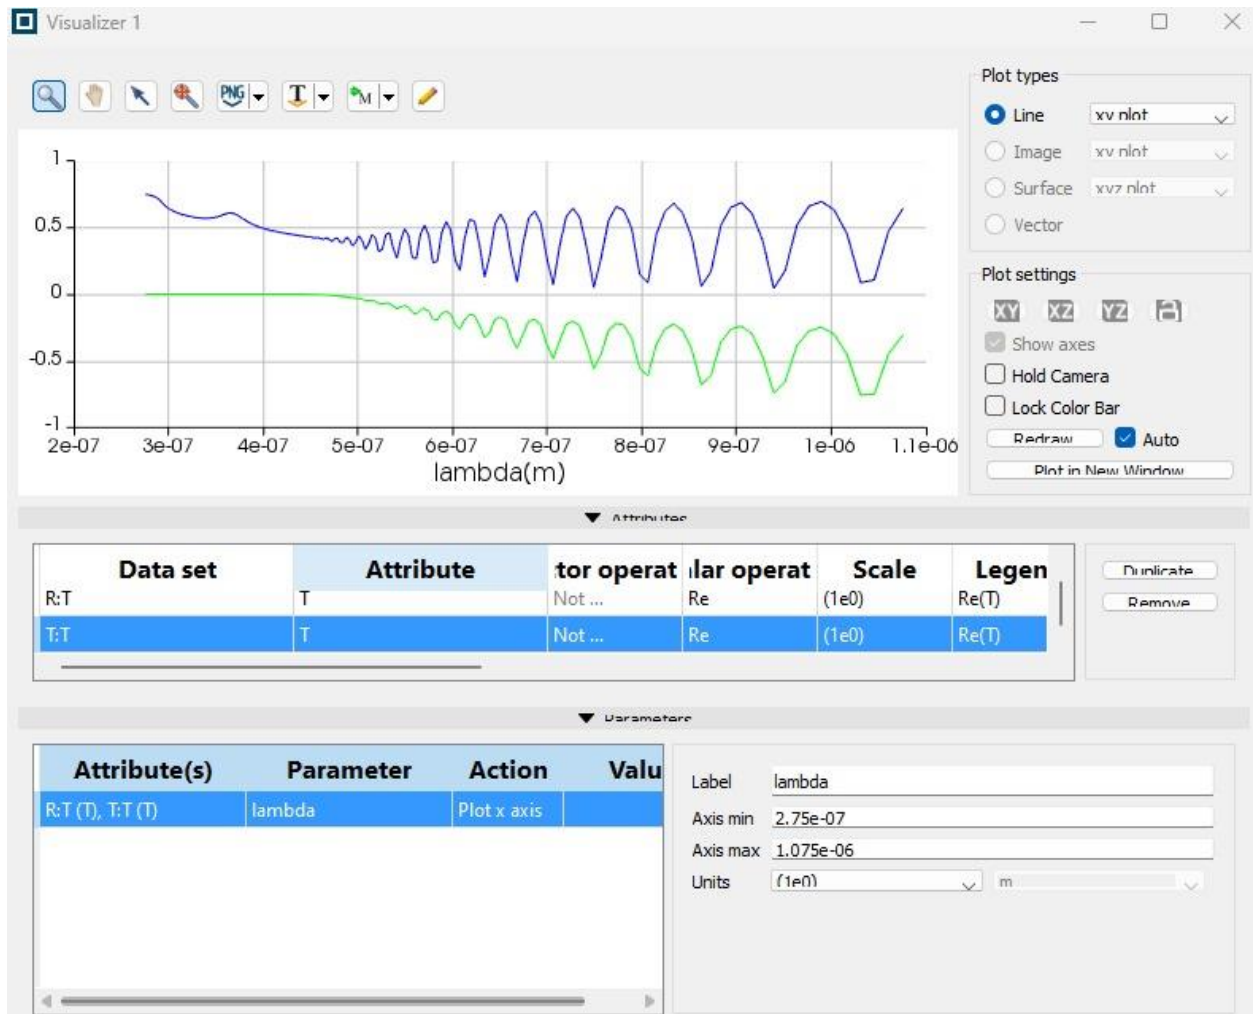 Visualizer 1
PNG T M
Plot types
Line xy plot
Image xy plot
Surface xyz plot
Vector
Plot settings
XY XZ YZ
Show axes
Hold Camera
Lock Color Bar
Redraw Auto
Plot in New Window
1
0.5
0
-0.5
-1
2e-07 3e-07 4e-07 5e-07 6e-07 7e-07 8e-07 9e-07 1e-06 1.1e-06
lambda(m)
Attributes
Data set Attribute :tor operat lar operat Scale Legen
R:T T Not ... Re (1e0) Re(T)
T:T T Not ... Re (1e0) Re(T)
Duplicate
Remove
Parameters
Attribute(s) Parameter Action Valu
R:T (T), T:T (T) lambda Plot x axis
Label lambda
Axis min 2.75e-07
Axis max 1.075e-06
Units (1e0) m